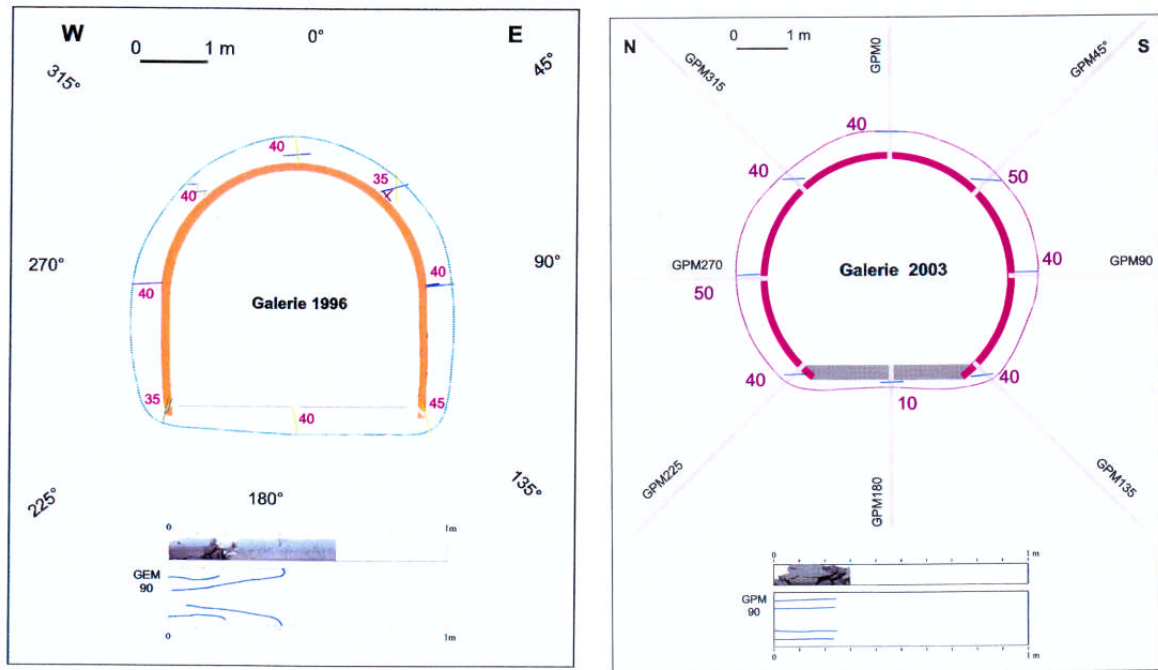 W
E
0 1 m
0°
315°
45°
40
40
35
270°
90°
40
40
Galerie 1996
35
40
45
225°
180°
135°
0 1m
GEM
90
0 1m
N
S
0 1 m
GPM0
GPM315
GPM45°
40
40
50
GPM270
GPM90
50
40
Galerie 2003
40
40
10
GPM225
GPM180
GPM135
0 1 m
GPM
90
0 1 m